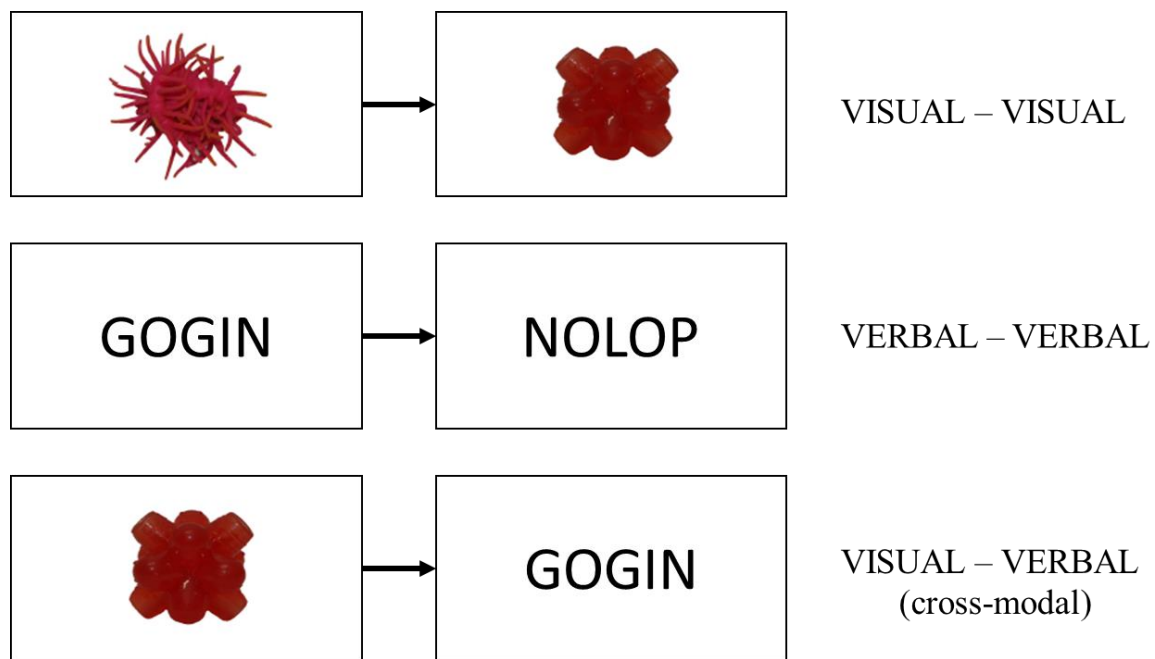 VISUAL – VISUAL
GOGIN
NOLOP
VERBAL – VERBAL
GOGIN
VISUAL – VERBAL
(cross-modal)